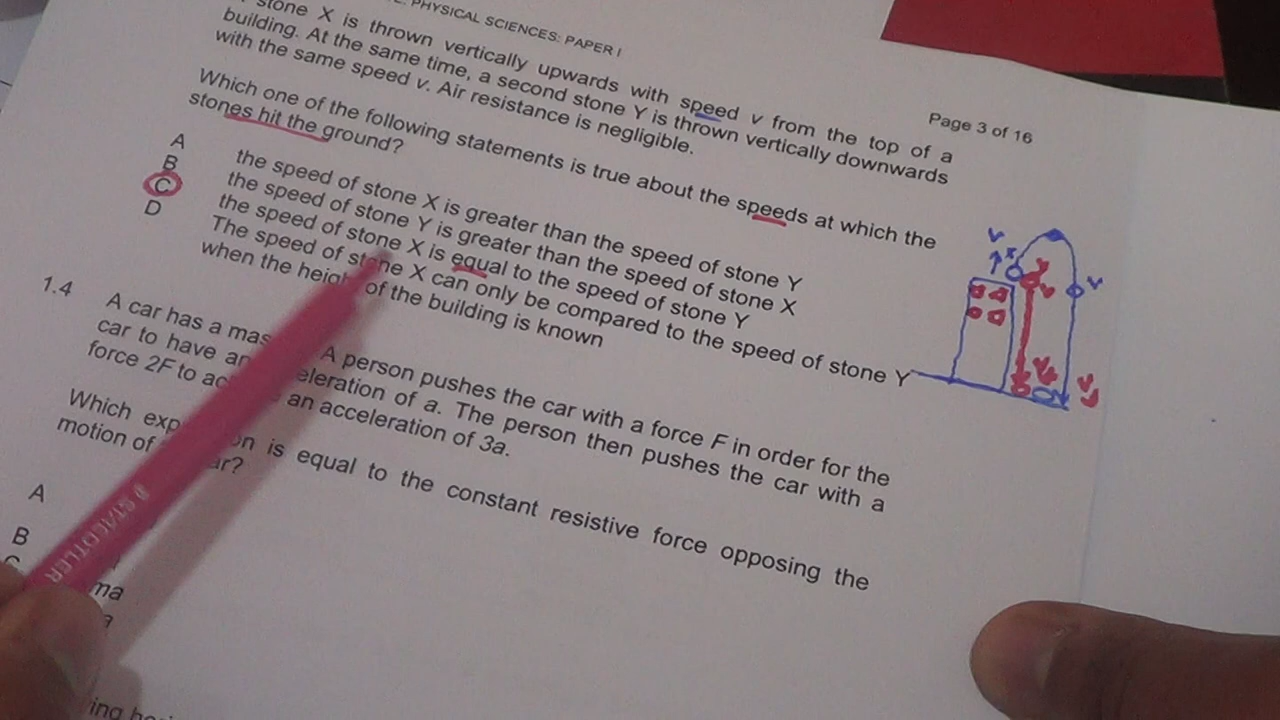 PHYSICAL SCIENCES: PAPER I
Page 3 of 16
stone X is thrown vertically upwards with speed v from the top of a
building. At the same time, a second stone Y is thrown vertically downwards
with the same speed v. Air resistance is negligible.
Which one of the following statements is true about the speeds at which the
stones hit the ground?
A the speed of stone X is greater than the speed of stone Y
B the speed of stone Y is greater than the speed of stone X
C the speed of stone X is equal to the speed of stone Y
D The speed of stone X can only be compared to the speed of stone Y
when the height of the building is known
1.4 A car has a A person pushes the car with a force F in order for the
car to have an acceleration of a. The person then pushes the car with a
force 2F to an acceleration of 3a.
Which is equal to the constant resistive force opposing the
motion of
A
B
ma
v
x
v
v
STAEDTLER